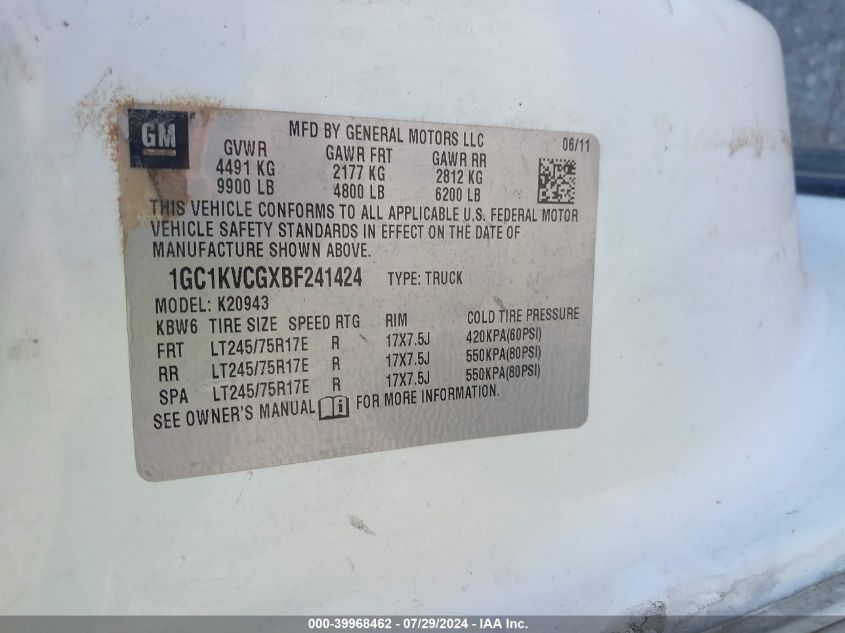 GM
MFD BY GENERAL MOTORS LLC
06/11
GVWR GAWR FRT GAWR RR
4491 KG 2177 KG 2812 KG
9900 LB 4800 LB 6200 LB
THIS VEHICLE CONFORMS TO ALL APPLICABLE U.S. FEDERAL MOTOR
VEHICLE SAFETY STANDARDS IN EFFECT ON THE DATE OF
MANUFACTURE SHOWN ABOVE.
1GC1KVCGXBF241424 TYPE: TRUCK
MODEL: K20943
KBW6 TIRE SIZE SPEED RTG RIM COLD TIRE PRESSURE
FRT LT245/75R17E R 17X7.5J 420KPA(60PSI)
RR LT245/75R17E R 17X7.5J 550KPA(80PSI)
SPA LT245/75R17E R 17X7.5J 550KPA(80PSI)
SEE OWNER'S MANUAL i FOR MORE INFORMATION.
000-39968462 - 07/29/2024 - IAA Inc.